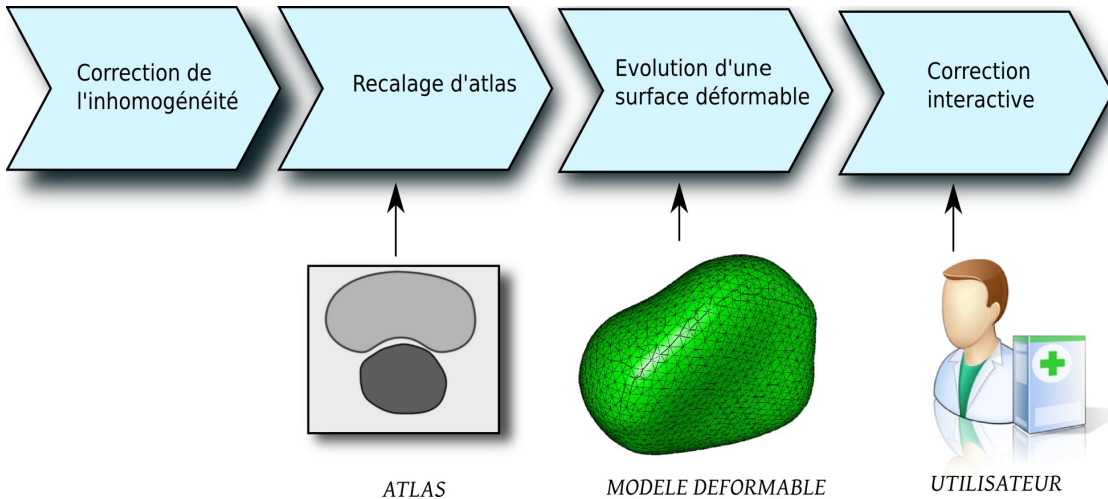 Correction de
l'inhomogénéité
Recalage d'atlas
Evolution d'une
surface déformable
Correction
interactive
ATLAS
MODELE DEFORMABLE
UTILISATEUR